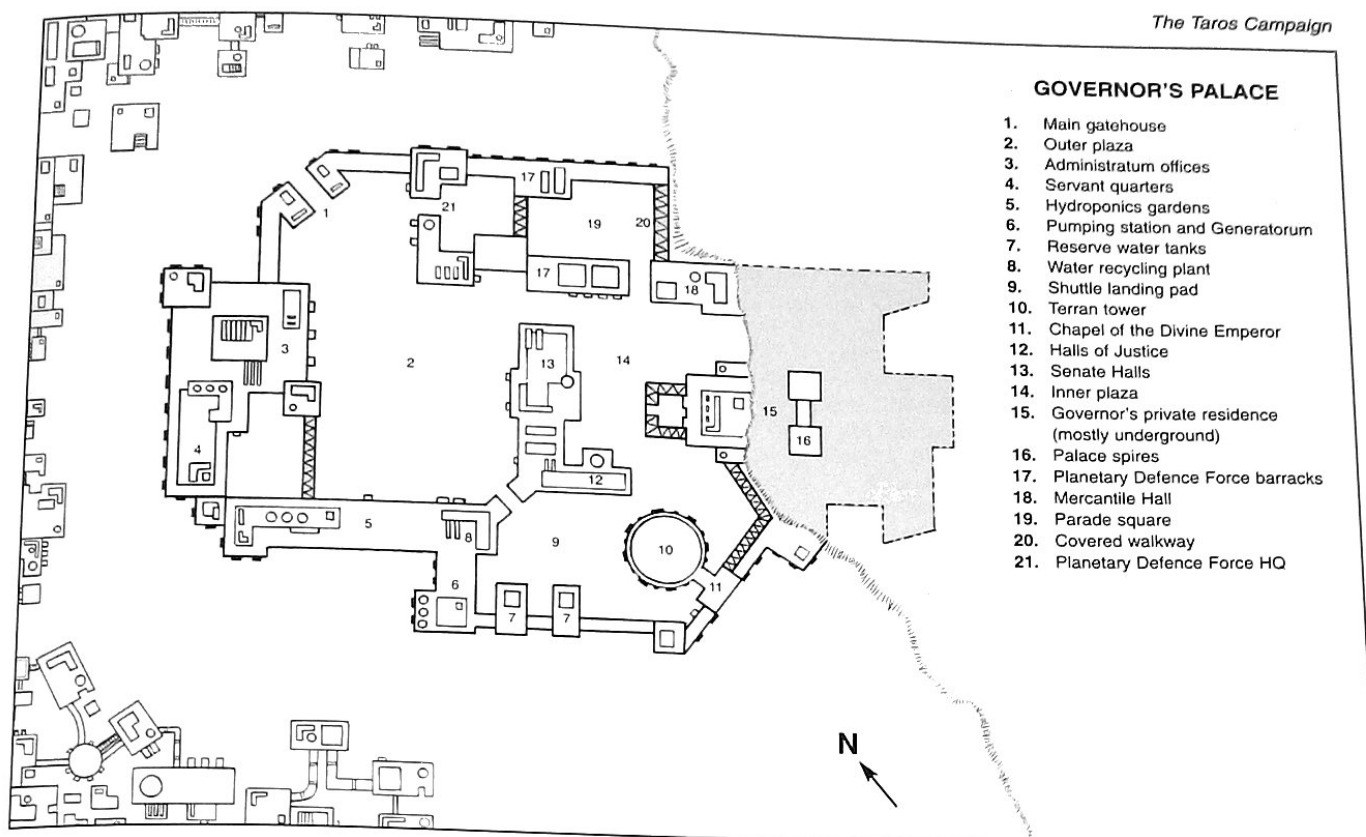 The Taros Campaign
GOVERNOR'S PALACE
1. Main gatehouse
2. Outer plaza
3. Administratum offices
4. Servant quarters
5. Hydroponics gardens
6. Pumping station and Generatorum
7. Reserve water tanks
8. Water recycling plant
9. Shuttle landing pad
10. Terran tower
11. Chapel of the Divine Emperor
12. Halls of Justice
13. Senate Halls
14. Inner plaza
15. Governor's private residence
(mostly underground)
16. Palace spires
17. Planetary Defence Force barracks
18. Mercantile Hall
19. Parade square
20. Covered walkway
21. Planetary Defence Force HQ
17
1
21
19
20
17
18
3
2
13
14
15
16
4
12
5
8
9
10
6
7
7
11
N